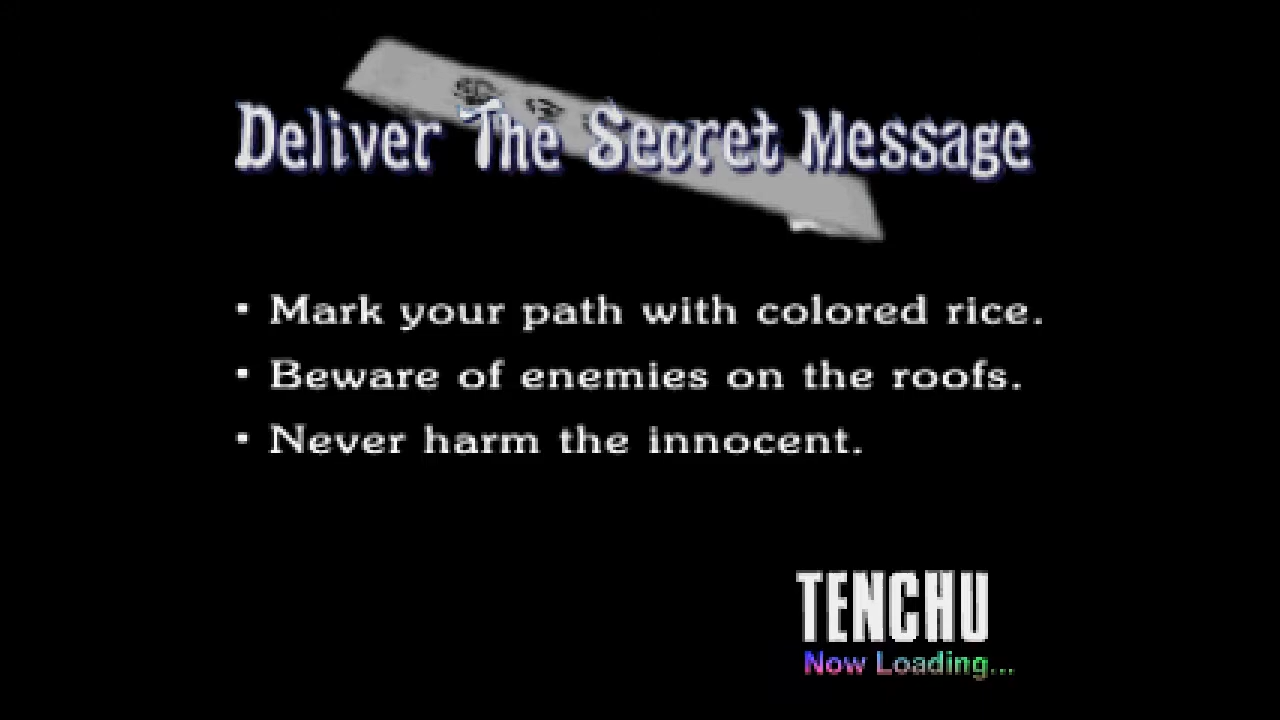 Deliver The Secret Message
▪ Mark your path with colored rice.
▪ Beware of enemies on the roofs.
▪ Never harm the innocent.
TENCHU
Now Loading...